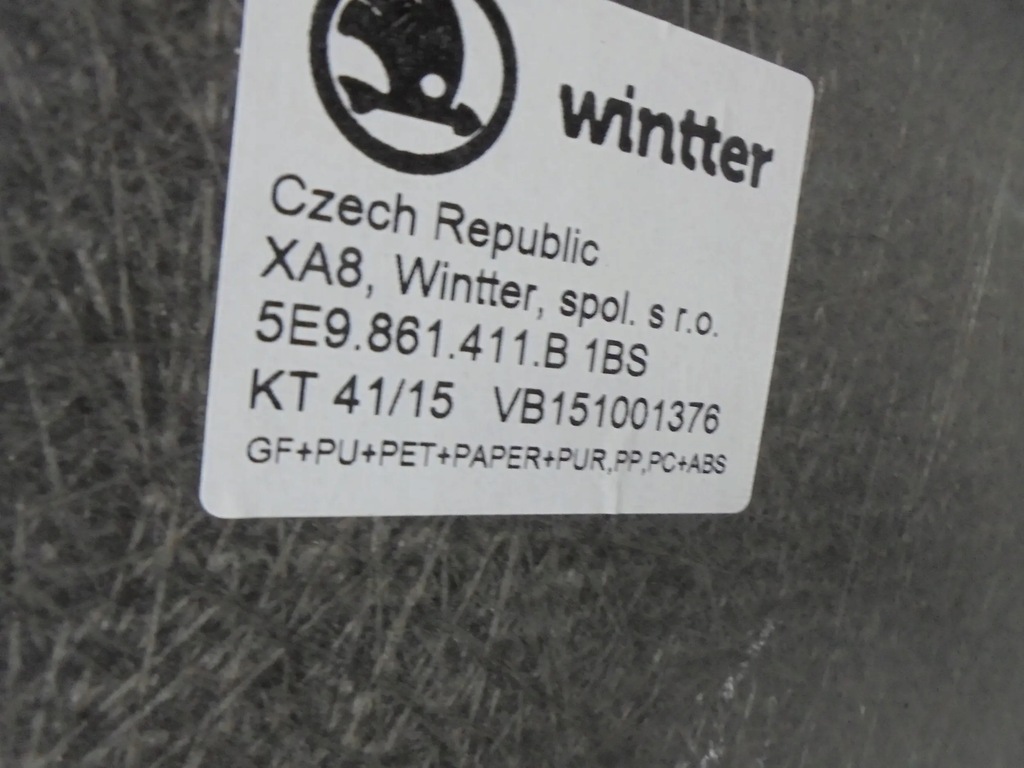 wintter
Czech Republic
XA8, Wintter, spol. s r.o.
5E9.861.411.B 1BS
KT 41/15 VB151001376
GF+PU+PET+PAPER+PUR,PP,PC+ABS